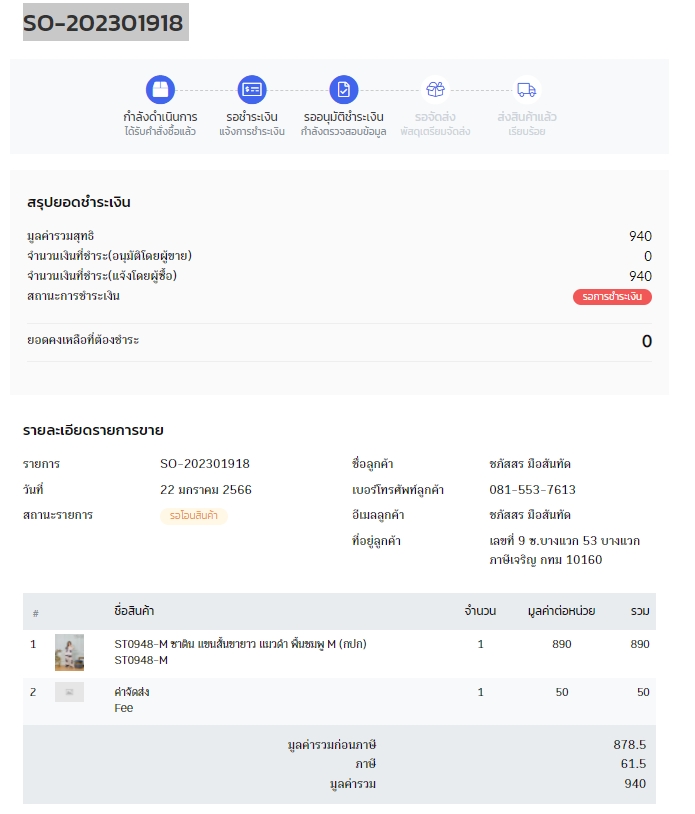 SO-202301918
กำลังดำเนินการ รอชำระเงิน รออนุมัติชำระเงิน รอจัดส่ง ส่งสินค้าแล้ว
ได้รับคำสั่งซื้อแล้ว แจ้งการชำระเงิน กำลังตรวจสอบข้อมูล พัสดุเตรียมจัดส่ง เรียบร้อย
สรุปยอดชำระเงิน
มูลค่ารวมสุทธิ 940
จำนวนเงินที่ชำระ(อนุมัติโดยผู้ขาย) 0
จำนวนเงินที่ชำระ(แจ้งโดยผู้ซื้อ) 940
สถานะการชำระเงิน รอการชำระเงิน
ยอดคงเหลือที่ต้องชำระ 0
รายละเอียดรายการขาย
รายการ SO-202301918 ชื่อลูกค้า ชภัสสร มือสันทัด
วันที่ 22 มกราคม 2566 เบอร์โทรศัพท์ลูกค้า 081-553-7613
สถานะรายการ รอโอนสินค้า อีเมลลูกค้า ชภัสสร มือสันทัด
ที่อยู่ลูกค้า เลขที่ 9 ซ.บางแวก 53 บางแวก
ภาษีเจริญ กทม 10160
# ชื่อสินค้า จำนวน มูลค่าต่อหน่วย รวม
1 ST0948-M ซาติน แขนสั้นขายาว แมวดำ พื้นชมพู M (กปก) 1 890 890
ST0948-M
2 ค่าจัดส่ง 1 50 50
Fee
มูลค่ารวมก่อนภาษี 878.5
ภาษี 61.5
มูลค่ารวม 940